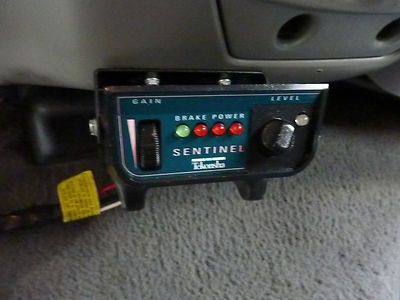 GAIN
LEVEL
BRAKE POWER
SENTINEL
Tekonsha